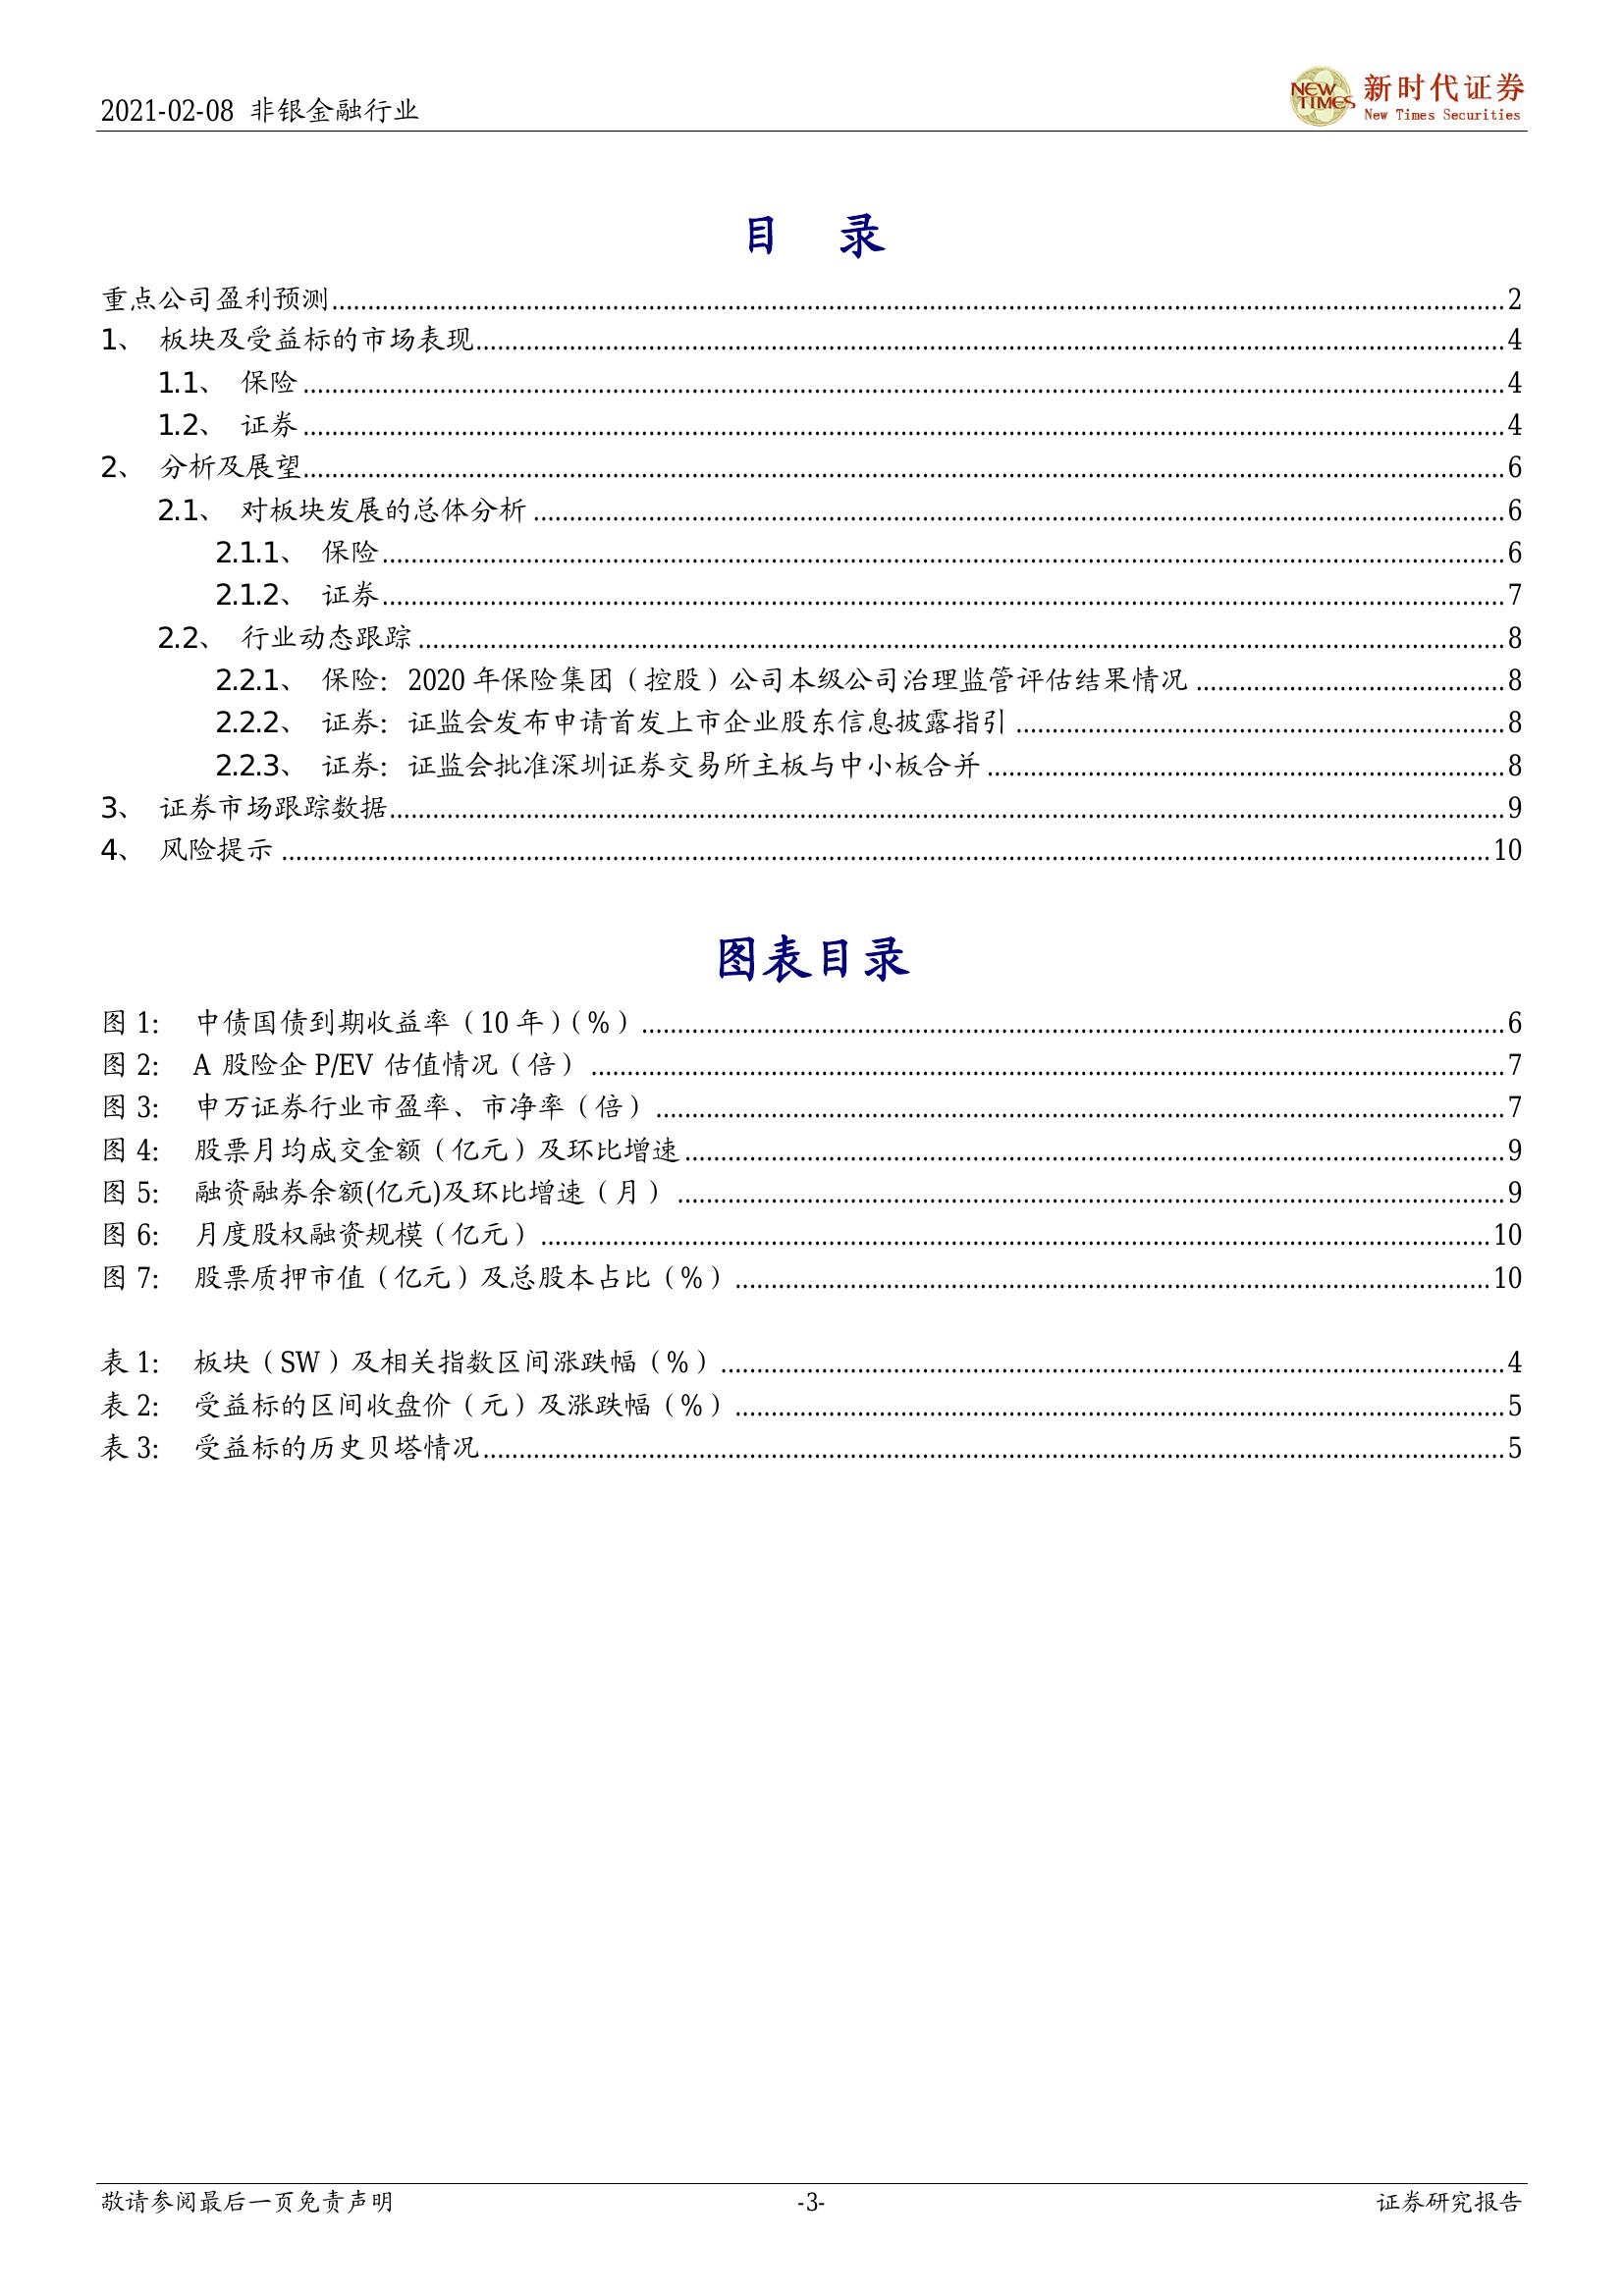 2021-02-08 非银金融行业
NEW TIMES
新时代证券
New Times Securities
目 录
重点公司盈利预测 2
1、 板块及受益标的市场表现 4
1.1、 保险 4
1.2、 证券 4
2、 分析及展望 6
2.1、 对板块发展的总体分析 6
2.1.1、 保险 6
2.1.2、 证券 7
2.2、 行业动态跟踪 8
2.2.1、 保险：2020 年保险集团（控股）公司本级公司治理监管评估结果情况 8
2.2.2、 证券：证监会发布申请首发上市企业股东信息披露指引 8
2.2.3、 证券：证监会批准深圳证券交易所主板与中小板合并 8
3、 证券市场跟踪数据 9
4、 风险提示 10
图表目录
图 1： 中债国债到期收益率（10 年）（%） 6
图 2： A 股险企 P/EV 估值情况（倍） 7
图 3： 申万证券行业市盈率、市净率（倍） 7
图 4： 股票月均成交金额（亿元）及环比增速 9
图 5： 融资融券余额(亿元)及环比增速（月） 9
图 6： 月度股权融资规模（亿元） 10
图 7： 股票质押市值（亿元）及总股本占比（%） 10
表 1： 板块（SW）及相关指数区间涨跌幅（%） 4
表 2： 受益标的区间收盘价（元）及涨跌幅（%） 5
表 3： 受益标的历史贝塔情况 5
敬请参阅最后一页免责声明
-3-
证券研究报告